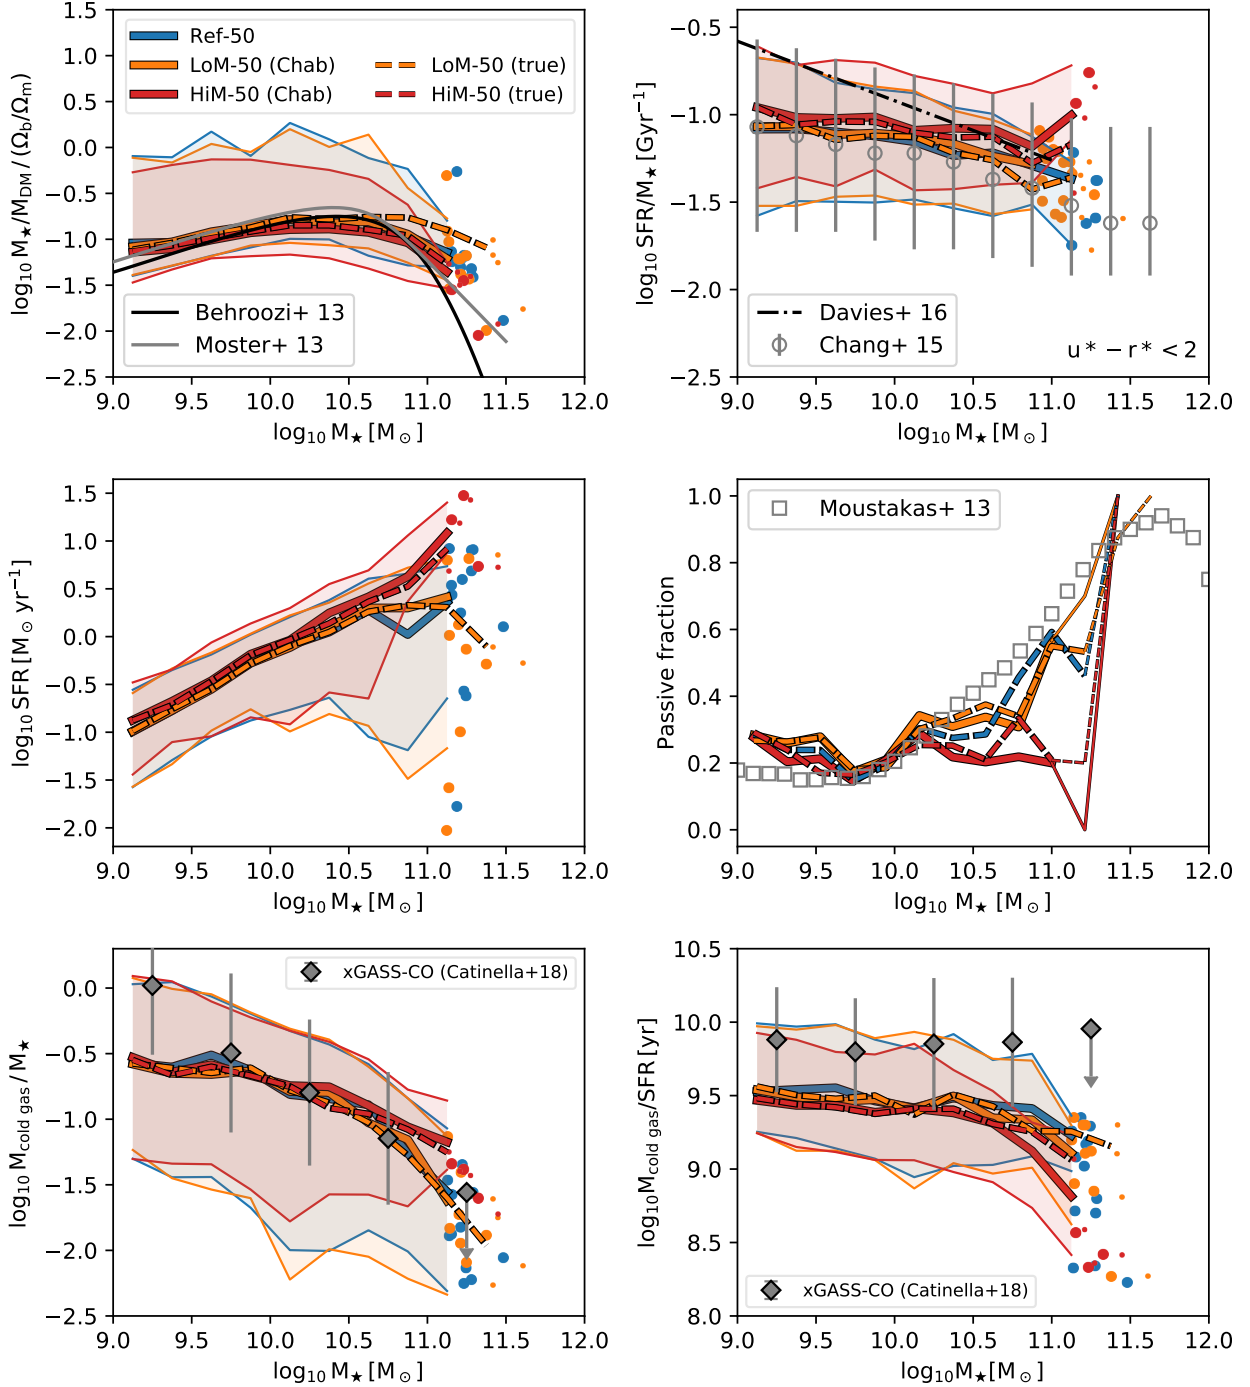 log₁₀ M★/M_DM / (Ω_b/Ω_m)
1.5
1.0
0.5
0.0
−0.5
−1.0
−1.5
−2.0
−2.5
Ref-50
LoM-50 (Chab)
HiM-50 (Chab)
LoM-50 (true)
HiM-50 (true)
Behroozi+ 13
Moster+ 13
9.0 9.5 10.0 10.5 11.0 11.5 12.0
log₁₀ M★ [M⊙]
log₁₀ SFR/M★ [Gyr⁻¹]
−0.5
−1.0
−1.5
−2.0
−2.5
Davies+ 16
Chang+ 15
u* − r* < 2
9.0 9.5 10.0 10.5 11.0 11.5 12.0
log₁₀ M★ [M⊙]
log₁₀ SFR [M⊙ yr⁻¹]
1.5
1.0
0.5
0.0
−0.5
−1.0
−1.5
−2.0
9.0 9.5 10.0 10.5 11.0 11.5 12.0
log₁₀ M★ [M⊙]
Passive fraction
1.0
0.8
0.6
0.4
0.2
0.0
Moustakas+ 13
9.0 9.5 10.0 10.5 11.0 11.5 12.0
log₁₀ M★ [M⊙]
log₁₀ M_cold gas / M★
0.0
−0.5
−1.0
−1.5
−2.0
−2.5
xGASS-CO (Catinella+18)
9.0 9.5 10.0 10.5 11.0 11.5 12.0
log₁₀ M★ [M⊙]
log₁₀M_cold gas/SFR [yr]
10.5
10.0
9.5
9.0
8.5
8.0
xGASS-CO (Catinella+18)
9.0 9.5 10.0 10.5 11.0 11.5 12.0
log₁₀M★ [M⊙]